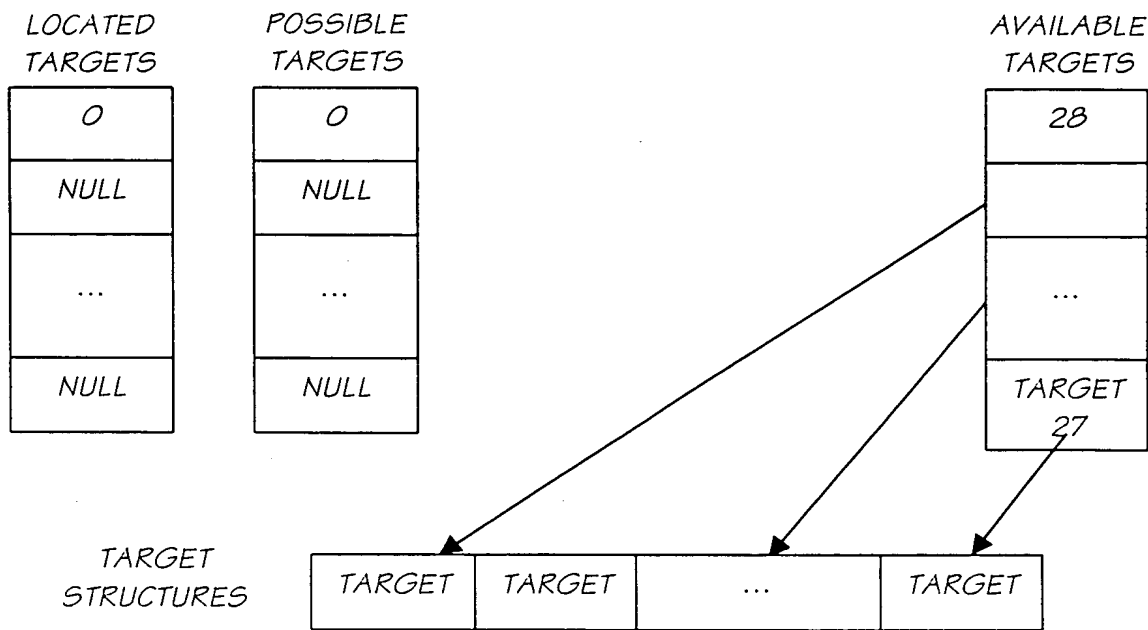 LOCATED
TARGETS
POSSIBLE
TARGETS
AVAILABLE
TARGETS
0
NULL
...
NULL
0
NULL
...
NULL
28
...
TARGET
27
TARGET
STRUCTURES
TARGET
TARGET
...
TARGET